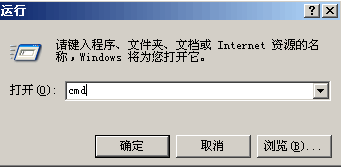 运行
请键入程序、文件夹、文档或 Internet 资源的名
称,Windows 将为您打开它。
打开(O): cmd
确定 取消 浏览(B)...